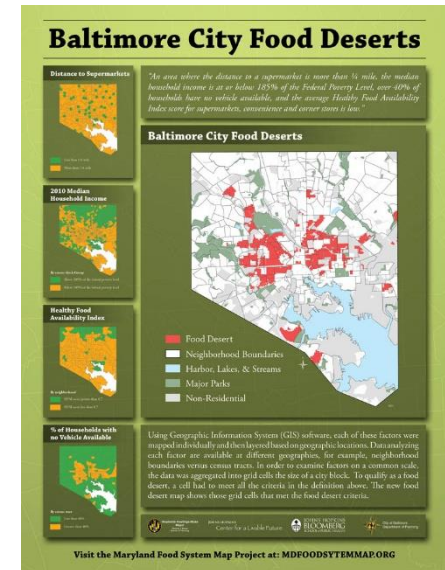 Baltimore City Food Deserts
Distance to Supermarkets
"An area where the distance to a supermarket is more than ¼ mile, the median
household income is at or below 185% of the Federal Poverty Level, over 40% of
households have no vehicle available, and the average Healthy Food Availability
Index score for supermarkets, convenience and corner stores is low."
Baltimore City Food Deserts
2010 Median
Household Income
Healthy Food
Availability Index
By neighborhood
% of Households with
no Vehicle Available
Food Desert
Neighborhood Boundaries
Harbor, Lakes, & Streams
Major Parks
Non-Residential
Using Geographic Information System (GIS) software, each of these factors were
mapped individually and then layered based on geographic locations. Data analyzing
each factor are available at different geographies, for example, neighborhood
boundaries versus census tracts. In order to examine factors on a common scale,
the data was aggregated into grid cells the size of a city block. To qualify as a food
desert, a cell had to meet all the criteria in the definition above. The new food
desert map shows those grid cells that met the food desert criteria.
Center for a Livable Future
JOHNS HOPKINS
BLOOMBERG
Visit the Maryland Food System Map Project at: MDFOODSYTEMMAP.ORG